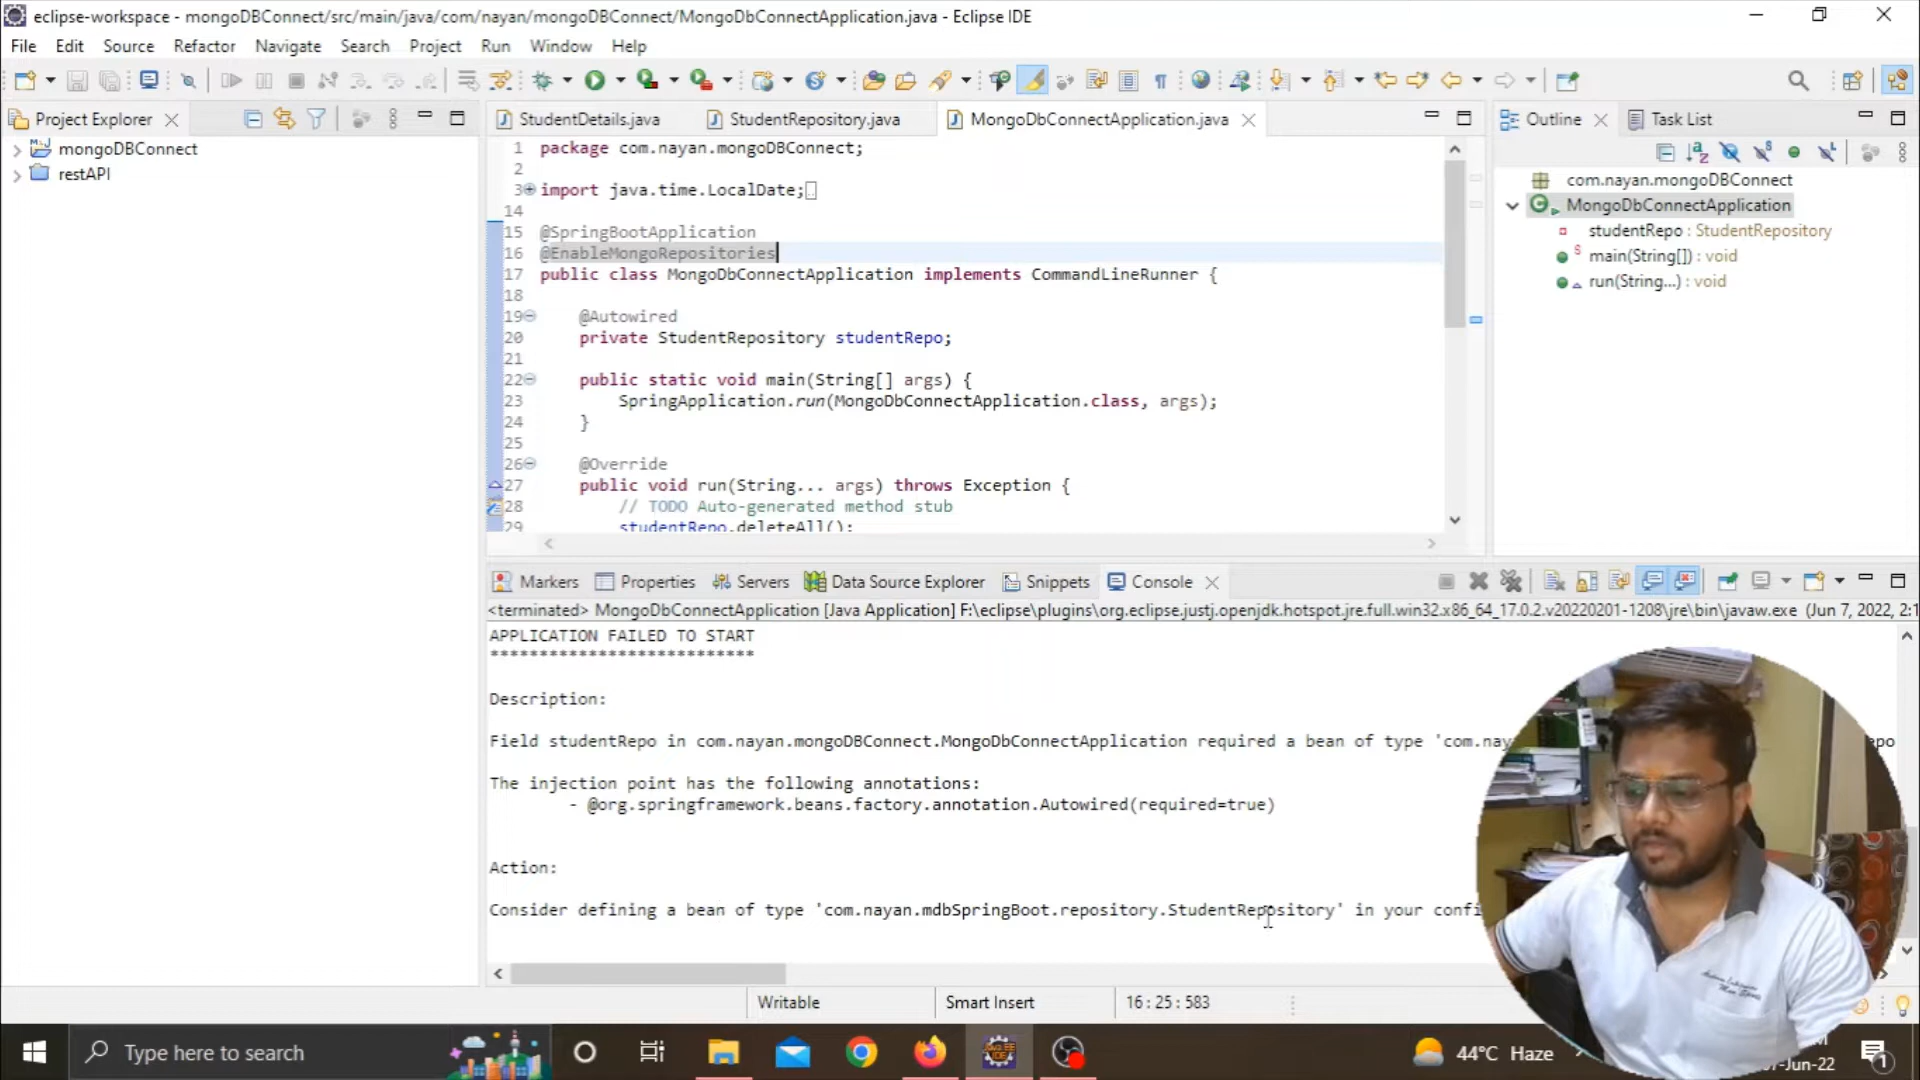 eclipse-workspace - mongoDBConnect/src/main/java/com/nayan/mongoDBConnect/MongoDbConnectApplication.java - Eclipse IDE
File Edit Source Refactor Navigate Search Project Run Window Help
Project Explorer
mongoDBConnect
restAPI
StudentDetails.java StudentRepository.java MongoDbConnectApplication.java
1 package com.nayan.mongoDBConnect;
2
3 import java.time.LocalDate;
14
15 @SpringBootApplication
16 @EnableMongoRepositories
17 public class MongoDbConnectApplication implements CommandLineRunner {
18
19 @Autowired
20 private StudentRepository studentRepo;
21
22 public static void main(String[] args) {
23 SpringApplication.run(MongoDbConnectApplication.class, args);
24 }
25
26 @Override
27 public void run(String... args) throws Exception {
28 // TODO Auto-generated method stub
29 studentRepo.deleteAll();
Outline Task List
com.nayan.mongoDBConnect
MongoDbConnectApplication
studentRepo : StudentRepository
main(String[]) : void
run(String...) : void
Markers Properties Servers Data Source Explorer Snippets Console
<terminated> MongoDbConnectApplication [Java Application] F:\eclipse\plugins\org.eclipse.justj.openjdk.hotspot.jre.full.win32.x86_64_17.0.2.v20220201-1208\jre\bin\javaw.exe (Jun 7, 2022, 2:1
APPLICATION FAILED TO START
***************************
Description:
Field studentRepo in com.nayan.mongoDBConnect.MongoDbConnectApplication required a bean of type 'com.nay
The injection point has the following annotations:
- @org.springframework.beans.factory.annotation.Autowired(required=true)
Action:
Consider defining a bean of type 'com.nayan.mdbSpringBoot.repository.StudentRepository' in your confi
Writable Smart Insert 16 : 25 : 583
Type here to search
44°C Haze
-Jun-22
1